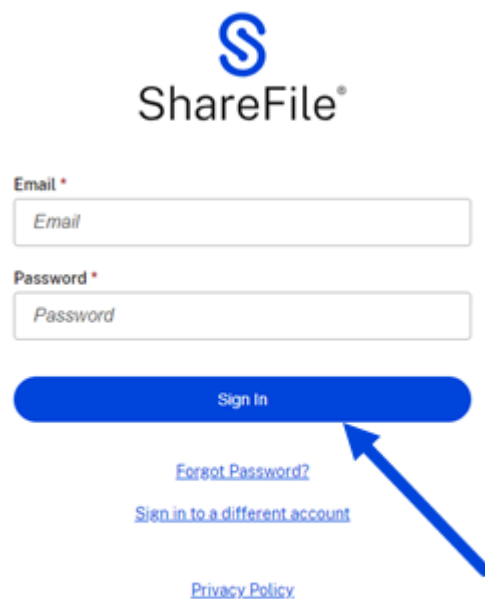 ShareFile®
Email *
Email
Password *
Password
Sign In
Forgot Password?
Sign in to a different account
Privacy Policy